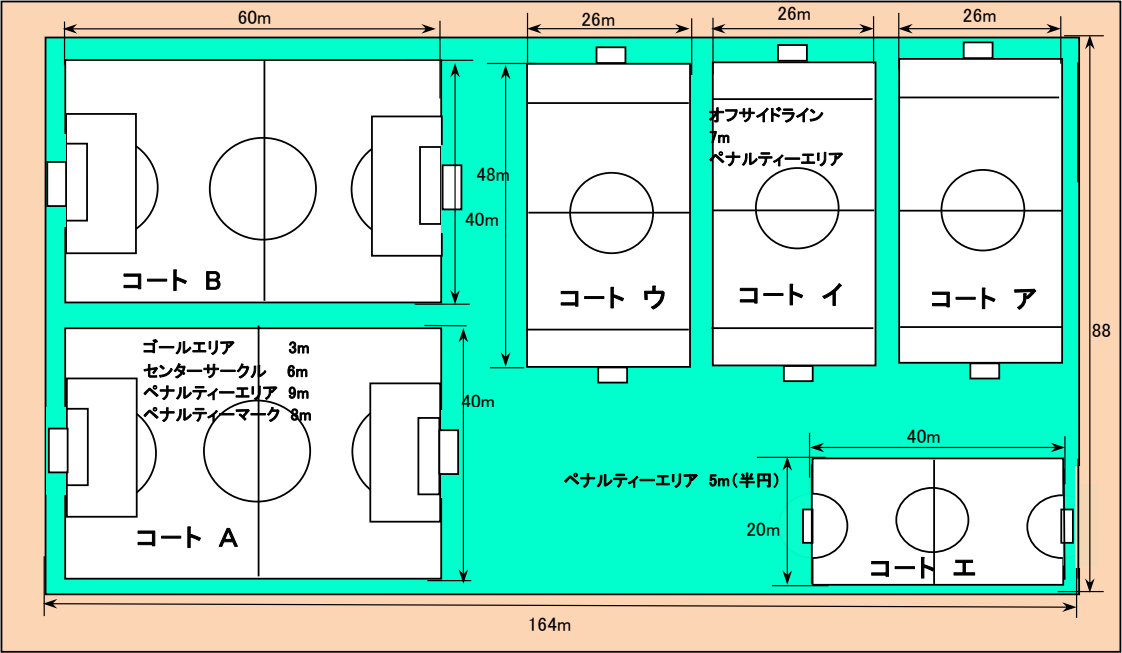 60m
26m
26m
26m
オフサイドライン
7m
ペナルティーエリア
48m
40m
コート B
コート ウ
コート イ
コート ア
88
ゴールエリア 3m
センターサークル 6m
ペナルティーエリア 9m
ペナルティーマーク 8m
40m
40m
ペナルティーエリア 5m(半円)
20m
コート A
コート エ
164m